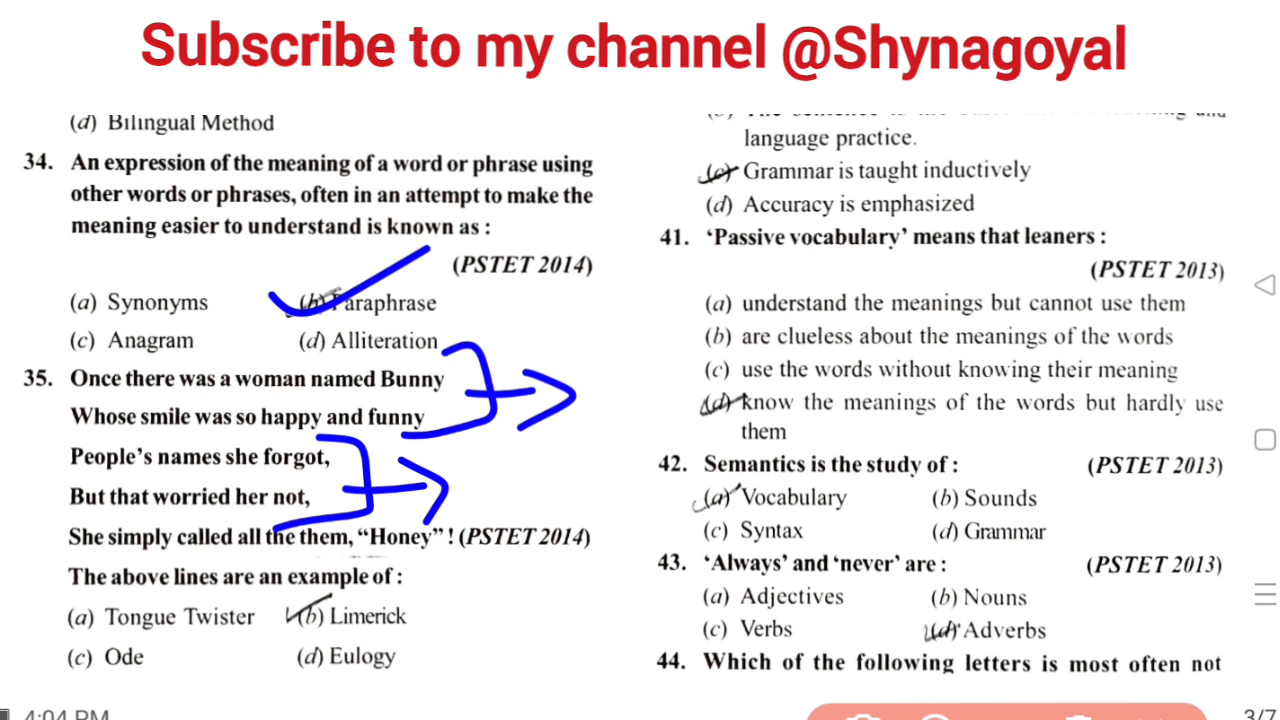 Subscribe to my channel @Shynagoyal
(d) Bilingual Method
34. An expression of the meaning of a word or phrase using
other words or phrases, often in an attempt to make the
meaning easier to understand is known as :
(PSTET 2014)
(a) Synonyms (b) Paraphrase
(c) Anagram (d) Alliteration
35. Once there was a woman named Bunny
Whose smile was so happy and funny
People's names she forgot,
But that worried her not,
She simply called all the them, “Honey” ! (PSTET 2014)
The above lines are an example of :
(a) Tongue Twister (b) Limerick
(c) Ode (d) Eulogy
language practice.
(c) Grammar is taught inductively
(d) Accuracy is emphasized
41. ‘Passive vocabulary’ means that leaners :
(PSTET 2013)
(a) understand the meanings but cannot use them
(b) are clueless about the meanings of the words
(c) use the words without knowing their meaning
(d) know the meanings of the words but hardly use
them
42. Semantics is the study of : (PSTET 2013)
(a) Vocabulary (b) Sounds
(c) Syntax (d) Grammar
43. ‘Always’ and ‘never’ are : (PSTET 2013)
(a) Adjectives (b) Nouns
(c) Verbs (d) Adverbs
44. Which of the following letters is most often not
4:04 PM
3/7